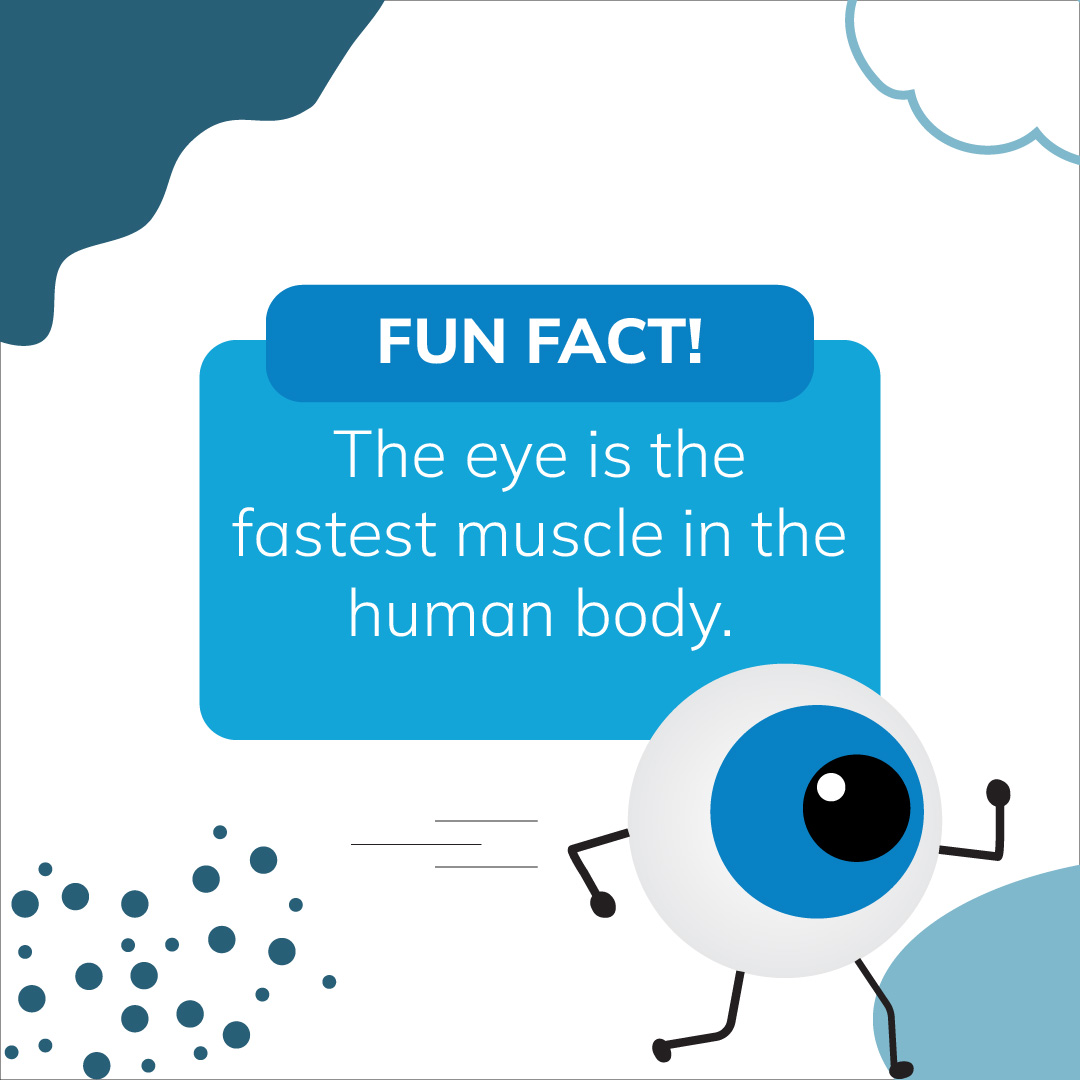 FUN FACT!
The eye is the
fastest muscle in the
human body.